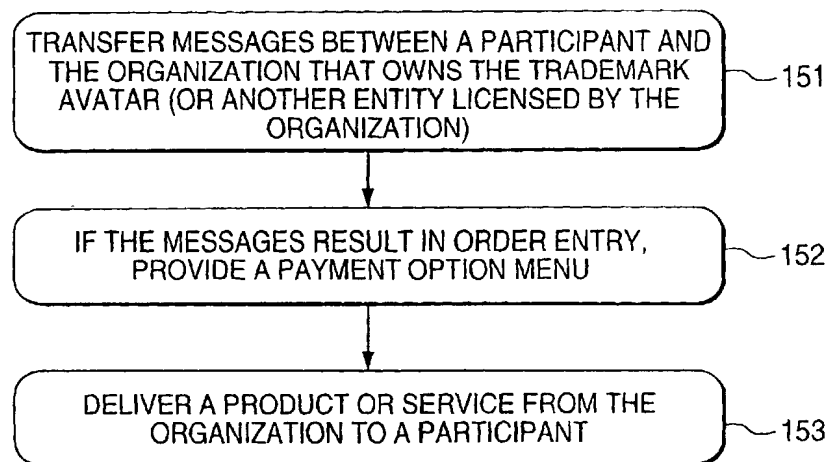 TRANSFER MESSAGES BETWEEN A PARTICIPANT AND
THE ORGANIZATION THAT OWNS THE TRADEMARK
AVATAR (OR ANOTHER ENTITY LICENSED BY THE
ORGANIZATION)
151
IF THE MESSAGES RESULT IN ORDER ENTRY,
PROVIDE A PAYMENT OPTION MENU
152
DELIVER A PRODUCT OR SERVICE FROM THE
ORGANIZATION TO A PARTICIPANT
153